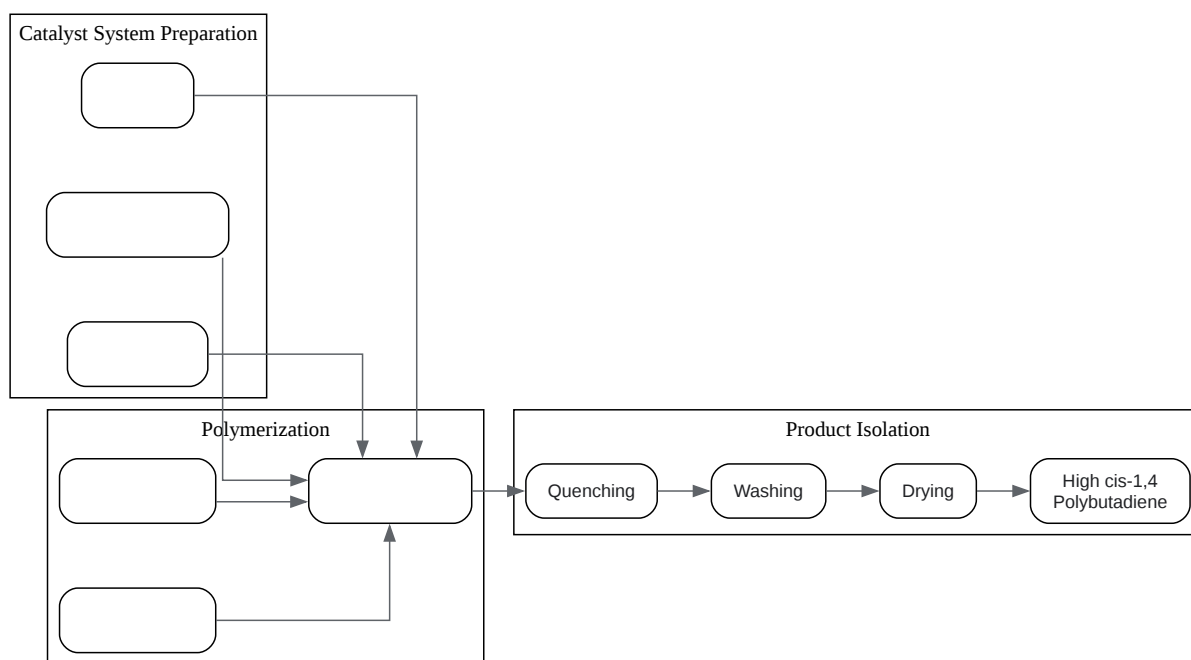 Catalyst System Preparation
Polymerization
Product Isolation
Quenching
Washing
Drying
High cis-1,4
Polybutadiene